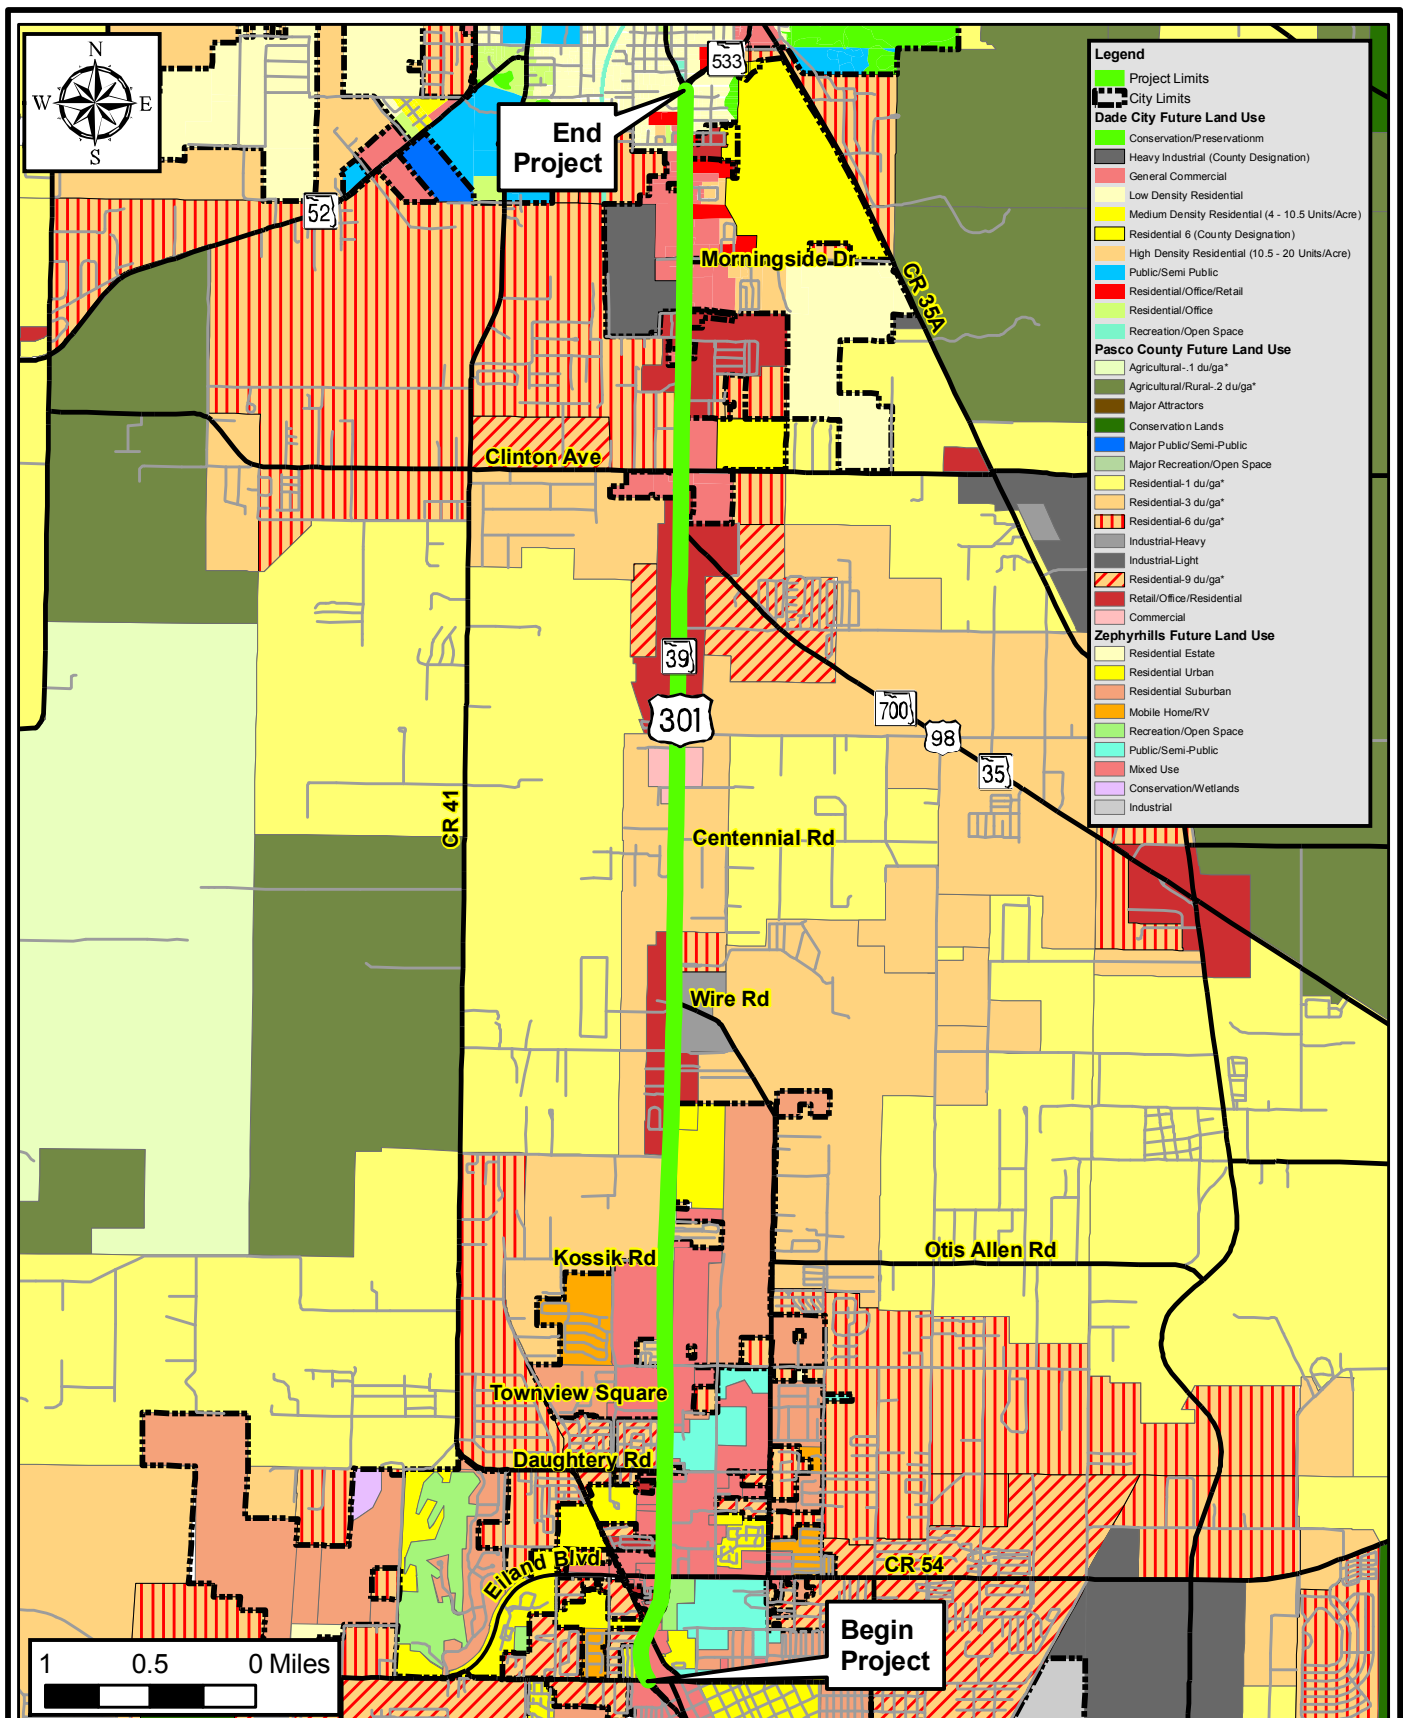 N
W E
S
533
End
Project
52
Morningside Dr
CR 35A
Clinton Ave
39
301
700
98
35
CR 41
Centennial Rd
Wire Rd
Kossik Rd
Otis Allen Rd
Townview Square
Daughtery Rd
Eiland Blvd
CR 54
Begin
Project
1 0.5 0 Miles
Legend
Project Limits
City Limits
Dade City Future Land Use
Conservation/Preservationm
Heavy Industrial (County Designation)
General Commercial
Low Density Residential
Medium Density Residential (4 - 10.5 Units/Acre)
Residential 6 (County Designation)
High Density Residential (10.5 - 20 Units/Acre)
Public/Semi Public
Residential/Office/Retail
Residential/Office
Recreation/Open Space
Pasco County Future Land Use
Agricultural-.1 du/ga*
Agricultural/Rural-.2 du/ga*
Major Attractors
Conservation Lands
Major Public/Semi-Public
Major Recreation/Open Space
Residential-1 du/ga*
Residential-3 du/ga*
Residential-6 du/ga*
Industrial-Heavy
Industrial-Light
Residential-9 du/ga*
Retail/Office/Residential
Commercial
Zephyrhills Future Land Use
Residential Estate
Residential Urban
Residential Suburban
Mobile Home/RV
Recreation/Open Space
Public/Semi-Public
Mixed Use
Conservation/Wetlands
Industrial